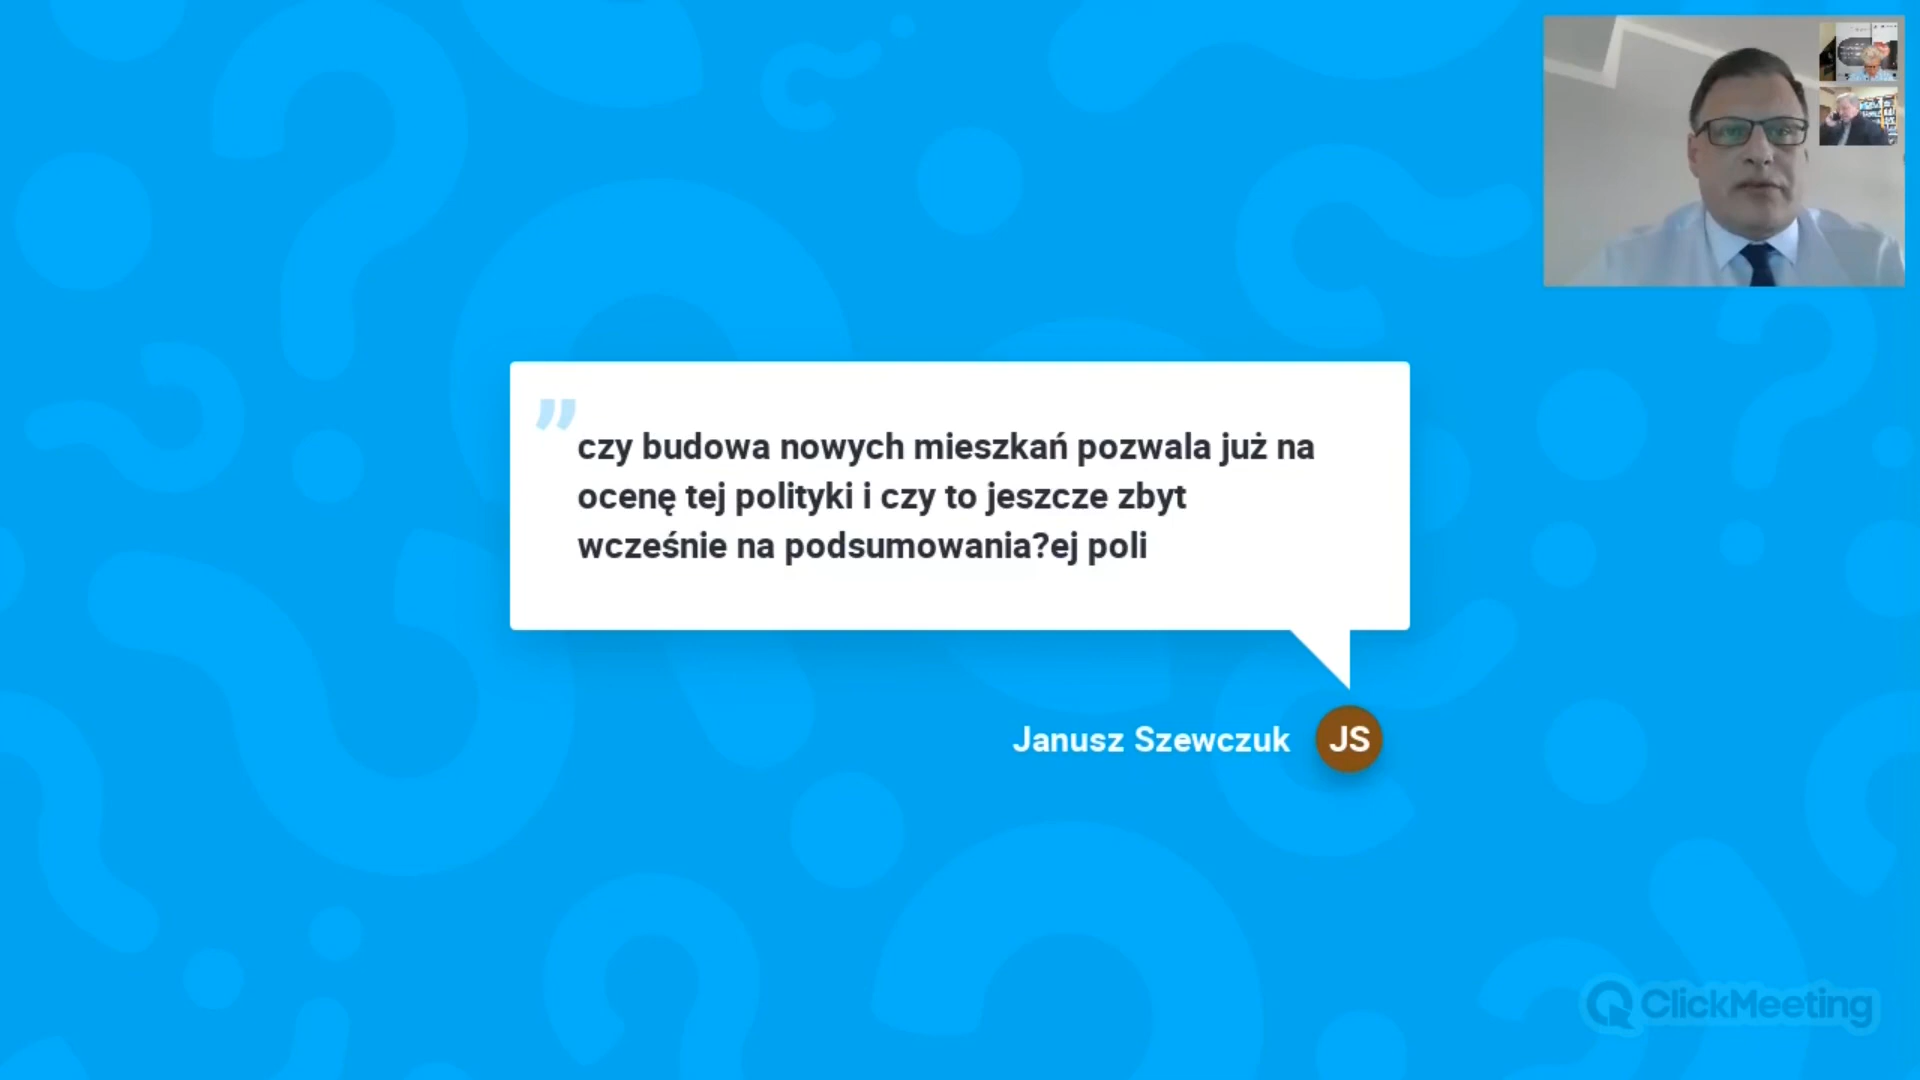 czy budowa nowych mieszkań pozwala już na
ocenę tej polityki i czy to jeszcze zbyt
wcześnie na podsumowania?ej poli
Janusz Szewczuk
JS
ClickMeeting